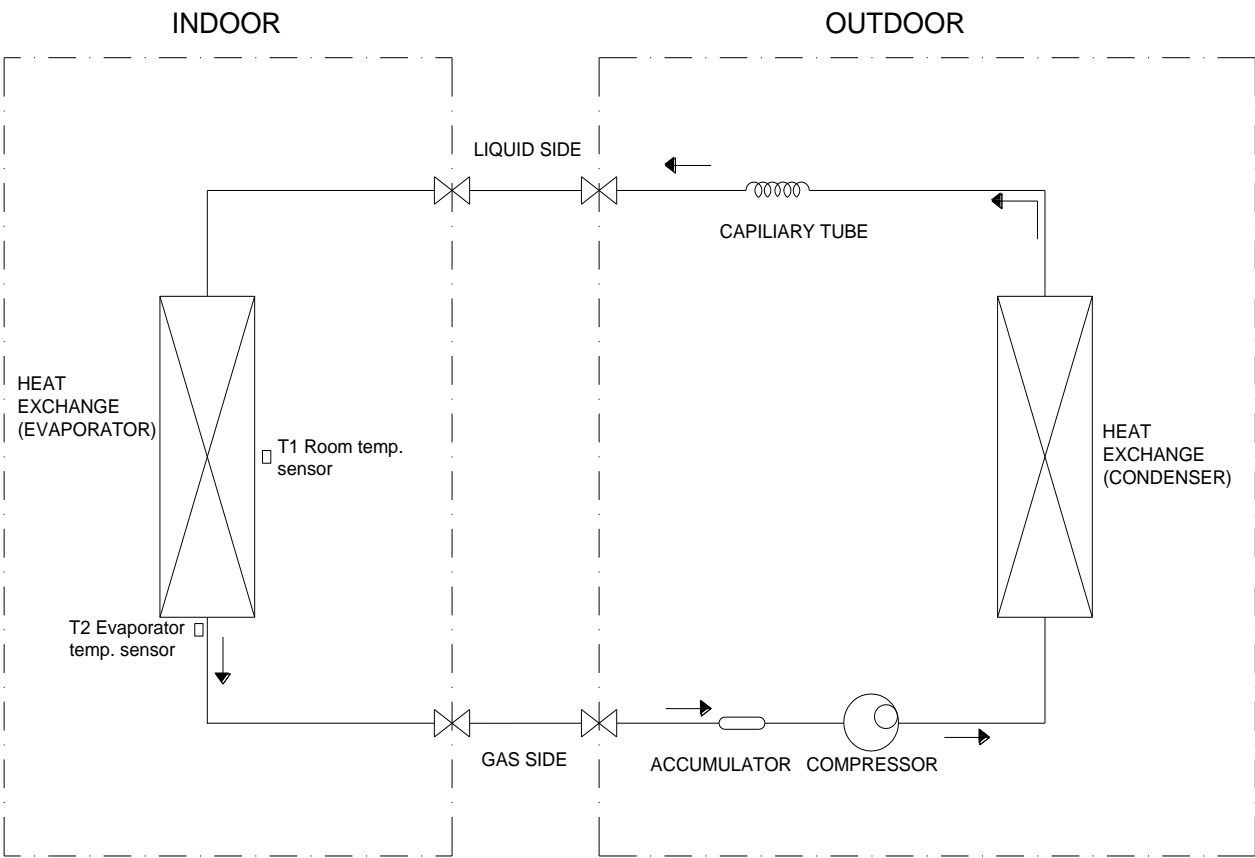 INDOOR
OUTDOOR
LIQUID SIDE
CAPILIARY TUBE
HEAT
EXCHANGE
(EVAPORATOR)
T1 Room temp.
sensor
HEAT
EXCHANGE
(CONDENSER)
T2 Evaporator
temp. sensor
GAS SIDE
ACCUMULATOR
COMPRESSOR